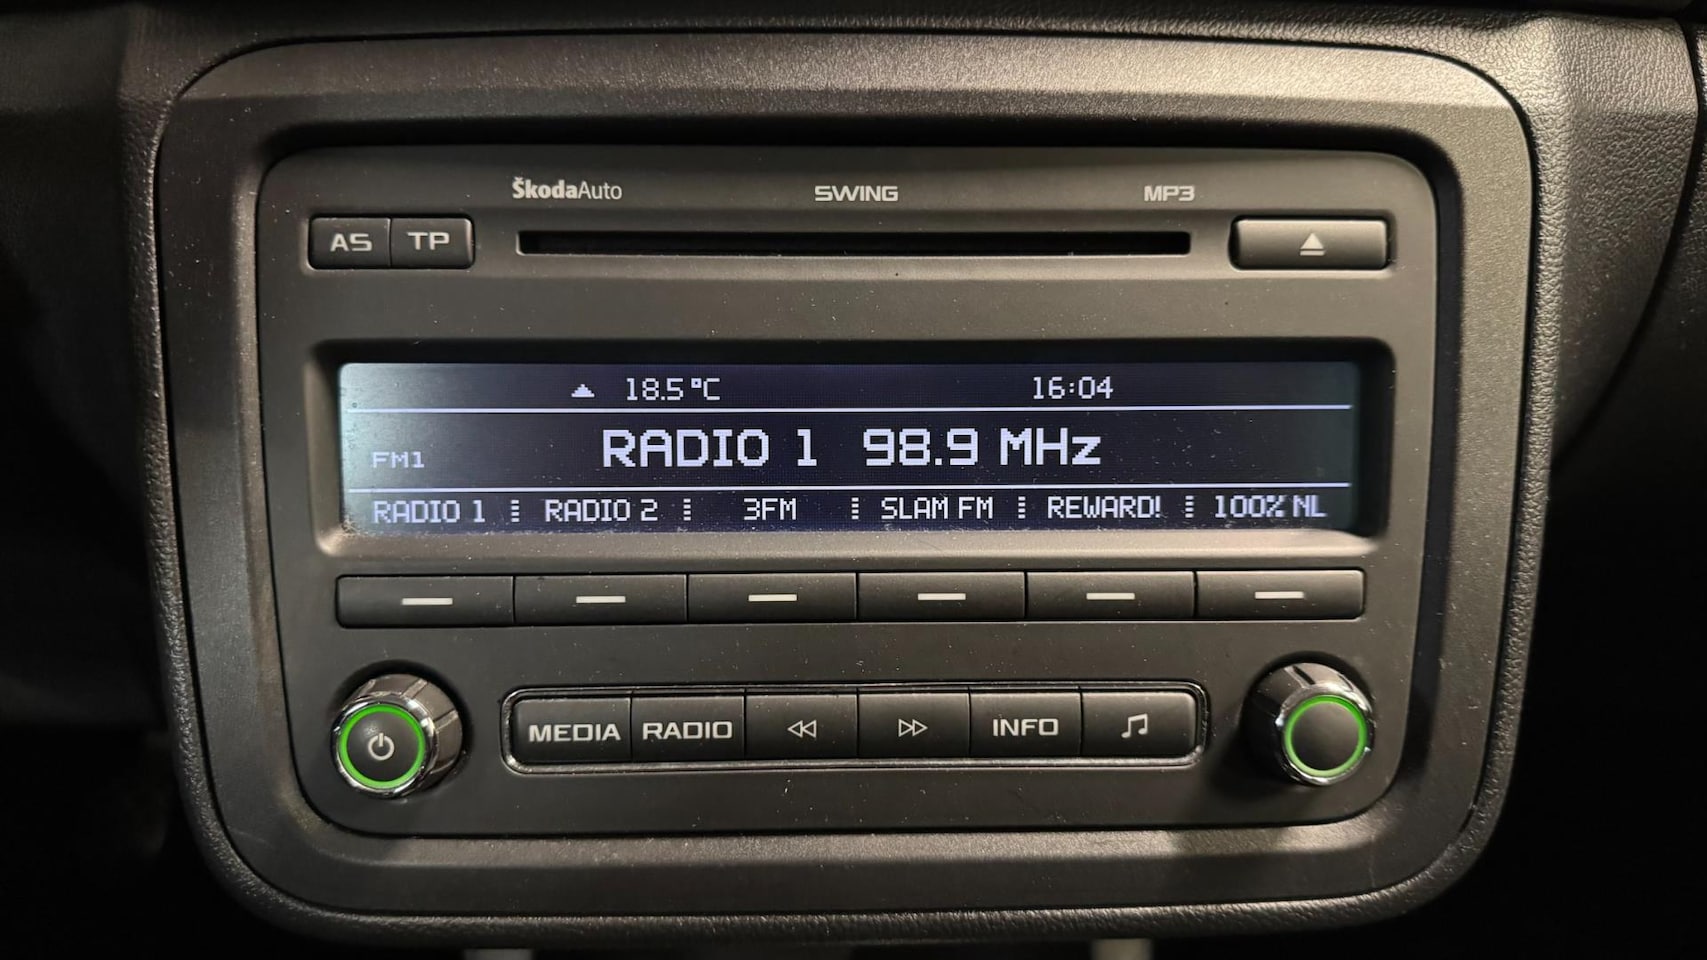 ŠkodaAuto SWING MP3
AS TP
18.5°C 16:04
FM1 RADIO 1 98.9 MHz
RADIO 1 RADIO 2 3FM SLAM FM REWARD! 100% NL
MEDIA RADIO INFO